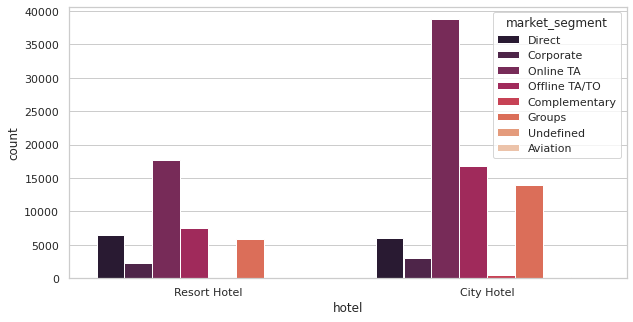 40000
35000
30000
25000
20000
15000
10000
5000
0
count
Resort Hotel
City Hotel
hotel
market_segment
Direct
Corporate
Online TA
Offline TA/TO
Complementary
Groups
Undefined
Aviation